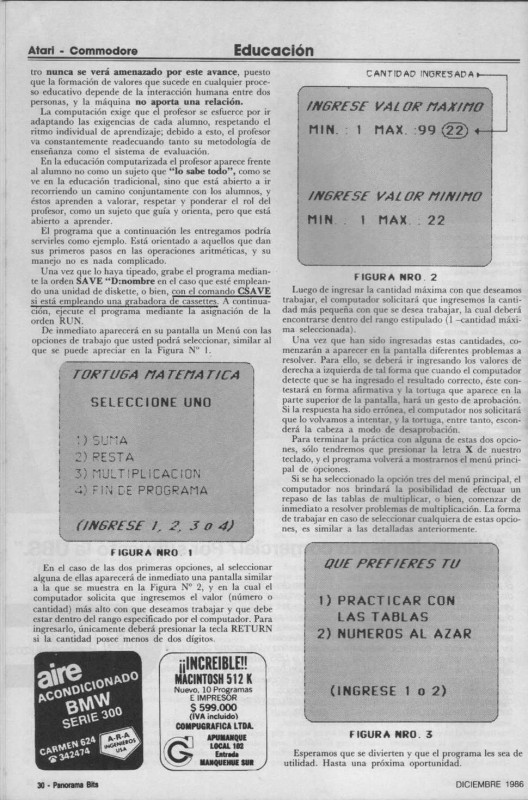 Atari - Commodore
Educación
tro nunca se verá amenazado por este avance, puesto
que la formación de valores que sucede en cualquier proce-
so educativo depende de la interacción humana entre dos
personas, y la máquina no aporta una relación.
La computación exige que el profesor se esfuerce por ir
adaptando las exigencias de cada alumno, respetando el
ritmo individual de aprendizaje; debido a esto, el profesor
va constantemente readecuando tanto su metodología de
enseñanza como el sistema de evaluación.
En la educación computarizada el profesor aparece frente
al alumno no como un sujeto que "lo sabe todo", como se
ve en la educación tradicional, sino que está abierto a ir
recorriendo un camino conjuntamente con los alumnos, y
éstos aprenden a valorar, respetar y ponderar el rol del
profesor, como un sujeto que guía y orienta, pero que está
abierto a aprender.
El programa que a continuación les entregamos podría
servirles como ejemplo. Está orientado a aquellos que dan
sus primeros pasos en las operaciones aritméticas, y su
manejo no es nada complicado.
Una vez que lo haya tipeado, grabe el programa median-
te la orden SAVE "D:nombre en el caso que esté emplean-
do una unidad de diskette, o bien, con el comando CSAVE
si está empleando una grabadora de cassettes. A continua-
ción, ejecute el programa mediante la asignación de la
orden RUN.
De inmediato aparecerá en su pantalla un Menú con las
opciones de trabajo que usted podrá seleccionar, similar al
que se puede apreciar en la Figura Nº 1.
TORTUGA MATEMATICA
SELECCIONE UNO
1) SUMA
2) RESTA
3) MULTIPLICACION
4) FIN DE PROGRAMA
(INGRESE 1, 2, 3 o 4)
FIGURA NRO. 1
En el caso de las dos primeras opciones, al seleccionar
alguna de ellas aparecerá de inmediato una pantalla similar
a la que se muestra en la Figura Nº 2, y en la cual el
computador solicita que ingresemos el valor (número o
cantidad) más alto con que deseamos trabajar y que debe
estar dentro del rango especificado por el computador. Para
ingresarlo, únicamente deberá presionar la tecla RETURN
si la cantidad posee menos de dos dígitos.
aire
ACONDICIONADO
BMW
SERIE 300
CARMEN 624
342474
A-R-A
INGENIEROS
USA
¡¡INCREIBLE!!
MACINTOSH 512 K
Nuevo, 10 Programas
E IMPRESOR
$ 599.000
(IVA incluido)
COMPUGRAFICA LTDA.
APUMANQUE
LOCAL 102
Entrada
MANQUEHUE SUR
CANTIDAD INGRESADA
INGRESE VALOR MAXIMO
MIN. : 1 MAX. :99 22
INGRESE VALOR MINIMO
MIN. : 1 MAX. : 22
FIGURA NRO. 2
Luego de ingresar la cantidad máxima con que deseamos
trabajar, el computador solicitará que ingresemos la canti-
dad más pequeña con que se desea trabajar, la cual deberá
encontrarse dentro del rango estipulado (1 –cantidad máxi-
ma seleccionada).
Una vez que han sido ingresadas estas cantidades, co-
menzarán a aparecer en la pantalla diferentes problemas a
resolver. Para ello, se deberá ir ingresando los valores de
derecha a izquierda de tal forma que cuando el computador
detecte que se ha ingresado el resultado correcto, éste con-
testará en forma afirmativa y la tortuga que aparece en la
parte superior de la pantalla, hará un gesto de aprobación.
Si la respuesta ha sido errónea, el computador nos solicitará
que lo volvamos a intentar, y la tortuga, entre tanto, escon-
derá la cabeza a modo de desaprobación.
Para terminar la práctica con alguna de estas dos opcio-
nes, sólo tendremos que presionar la letra X de nuestro
teclado, y el programa volverá a mostrarnos el menú princi-
pal de opciones.
Si se ha seleccionado la opción tres del menú principal, el
computador nos brindará la posibilidad de efectuar un
repaso de las tablas de multiplicar, o bien, comenzar de
inmediato a resolver problemas de multiplicación. La forma
de trabajar en caso de seleccionar cualquiera de estas opcio-
nes, es similar a las detalladas anteriormente.
QUE PREFIERES TU
1) PRACTICAR CON
LAS TABLAS
2) NUMEROS AL AZAR
(INGRESE 1 o 2)
FIGURA NRO. 3
Esperamos que se divierten y que el programa les sea de
utilidad. Hasta una próxima oportunidad.
30 - Panorama Bits
DICIEMBRE 1986